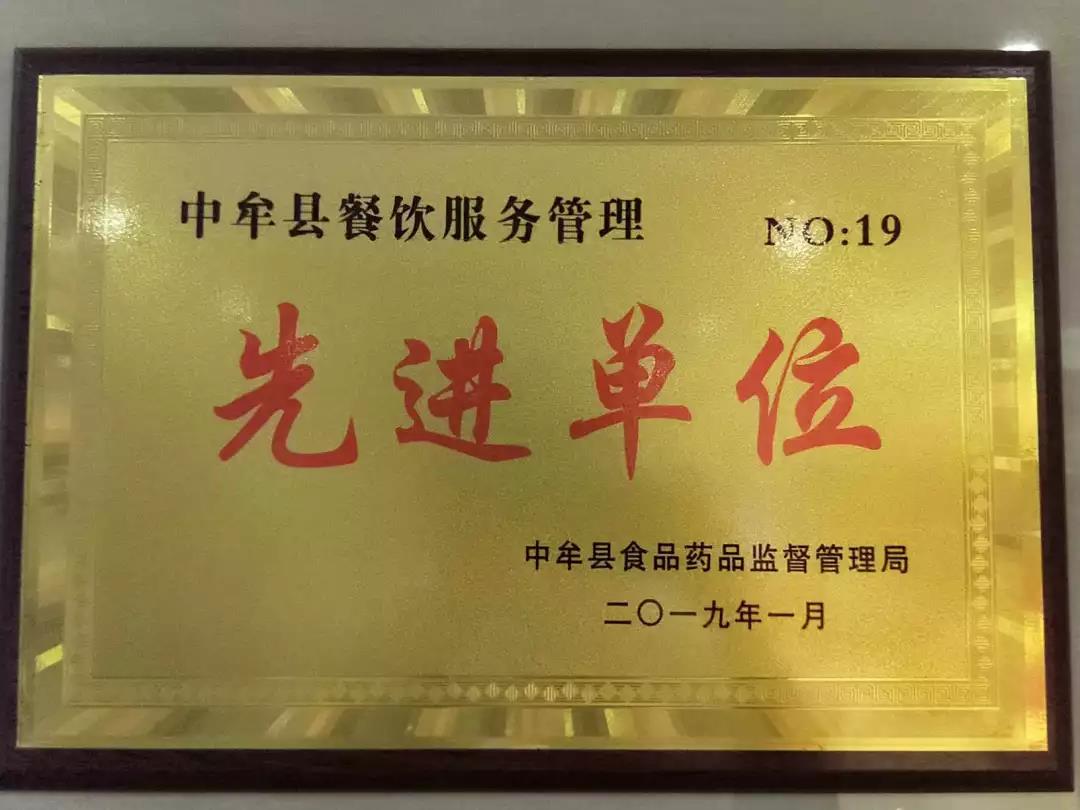 中牟县餐饮服务管理 NO:19
先进单位
中牟县食品药品监督管理局
二〇一九年一月